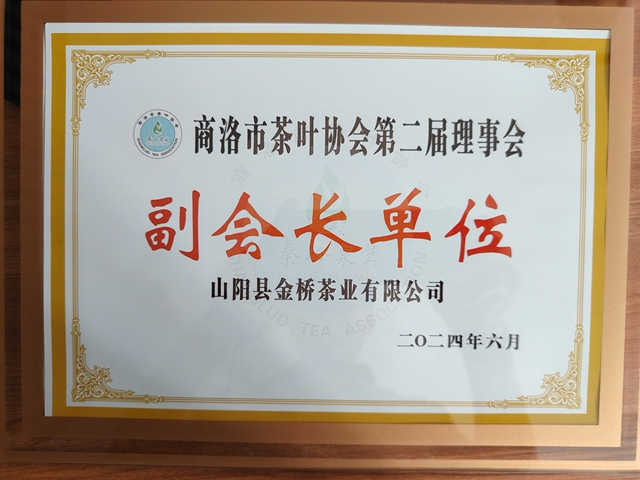 商洛市茶叶协会第二届理事会
副会长单位
山阳县金桥茶业有限公司
二〇二四年六月